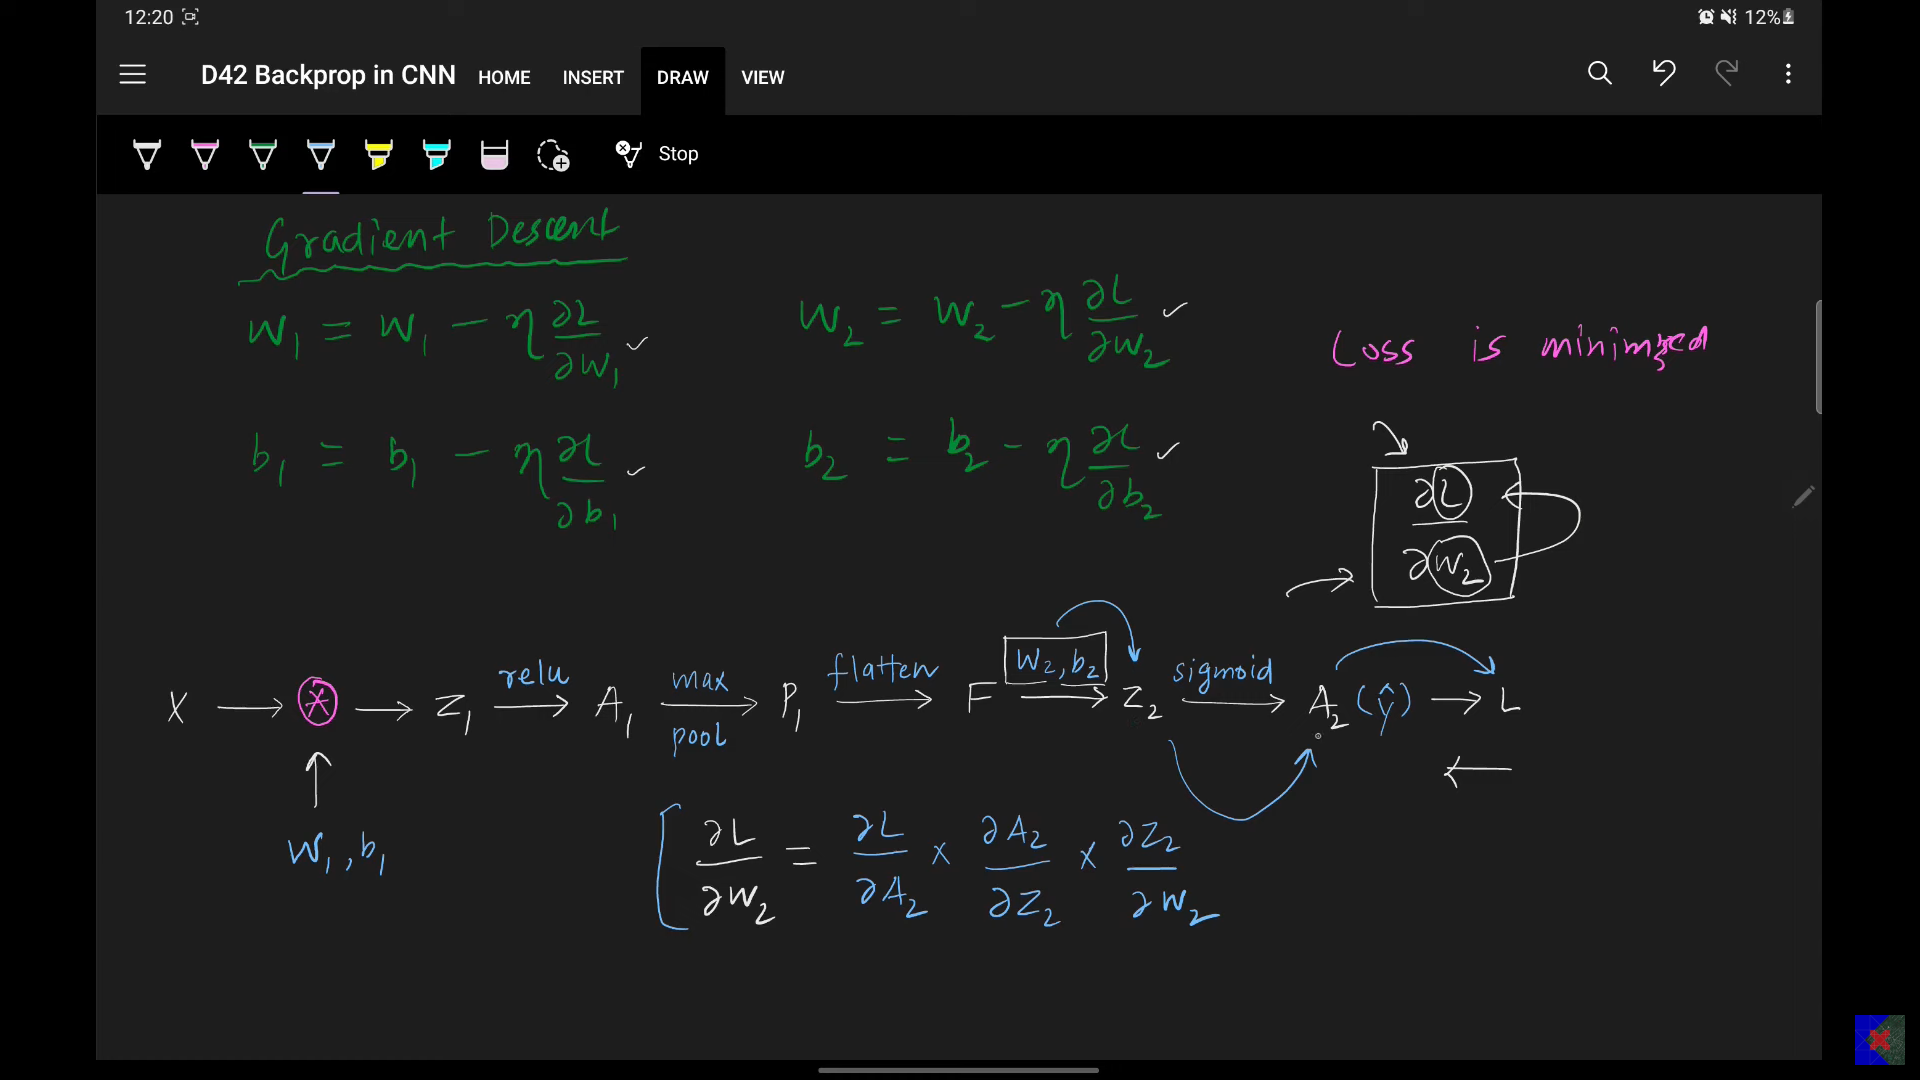 12:20 12%
D42 Backprop in CNN HOME INSERT DRAW VIEW
Stop
Gradient Descent
W₁ = W₁ − η ∂L/∂W₁ ✓
W₂ = W₂ − η ∂L/∂W₂ ✓
Loss is minimized
b₁ = b₁ − η ∂L/∂b₁ ✓
b₂ = b₂ − η ∂L/∂b₂ ✓
∂L/∂W₂
X → * → Z₁ relu → A₁ max pool → P₁ flatten → F W₂, b₂ → Z₂ sigmoid → A₂ (ŷ) → L
↑ ←
W₁, b₁
[ ∂L/∂W₂ = ∂L/∂A₂ × ∂A₂/∂Z₂ × ∂Z₂/∂W₂